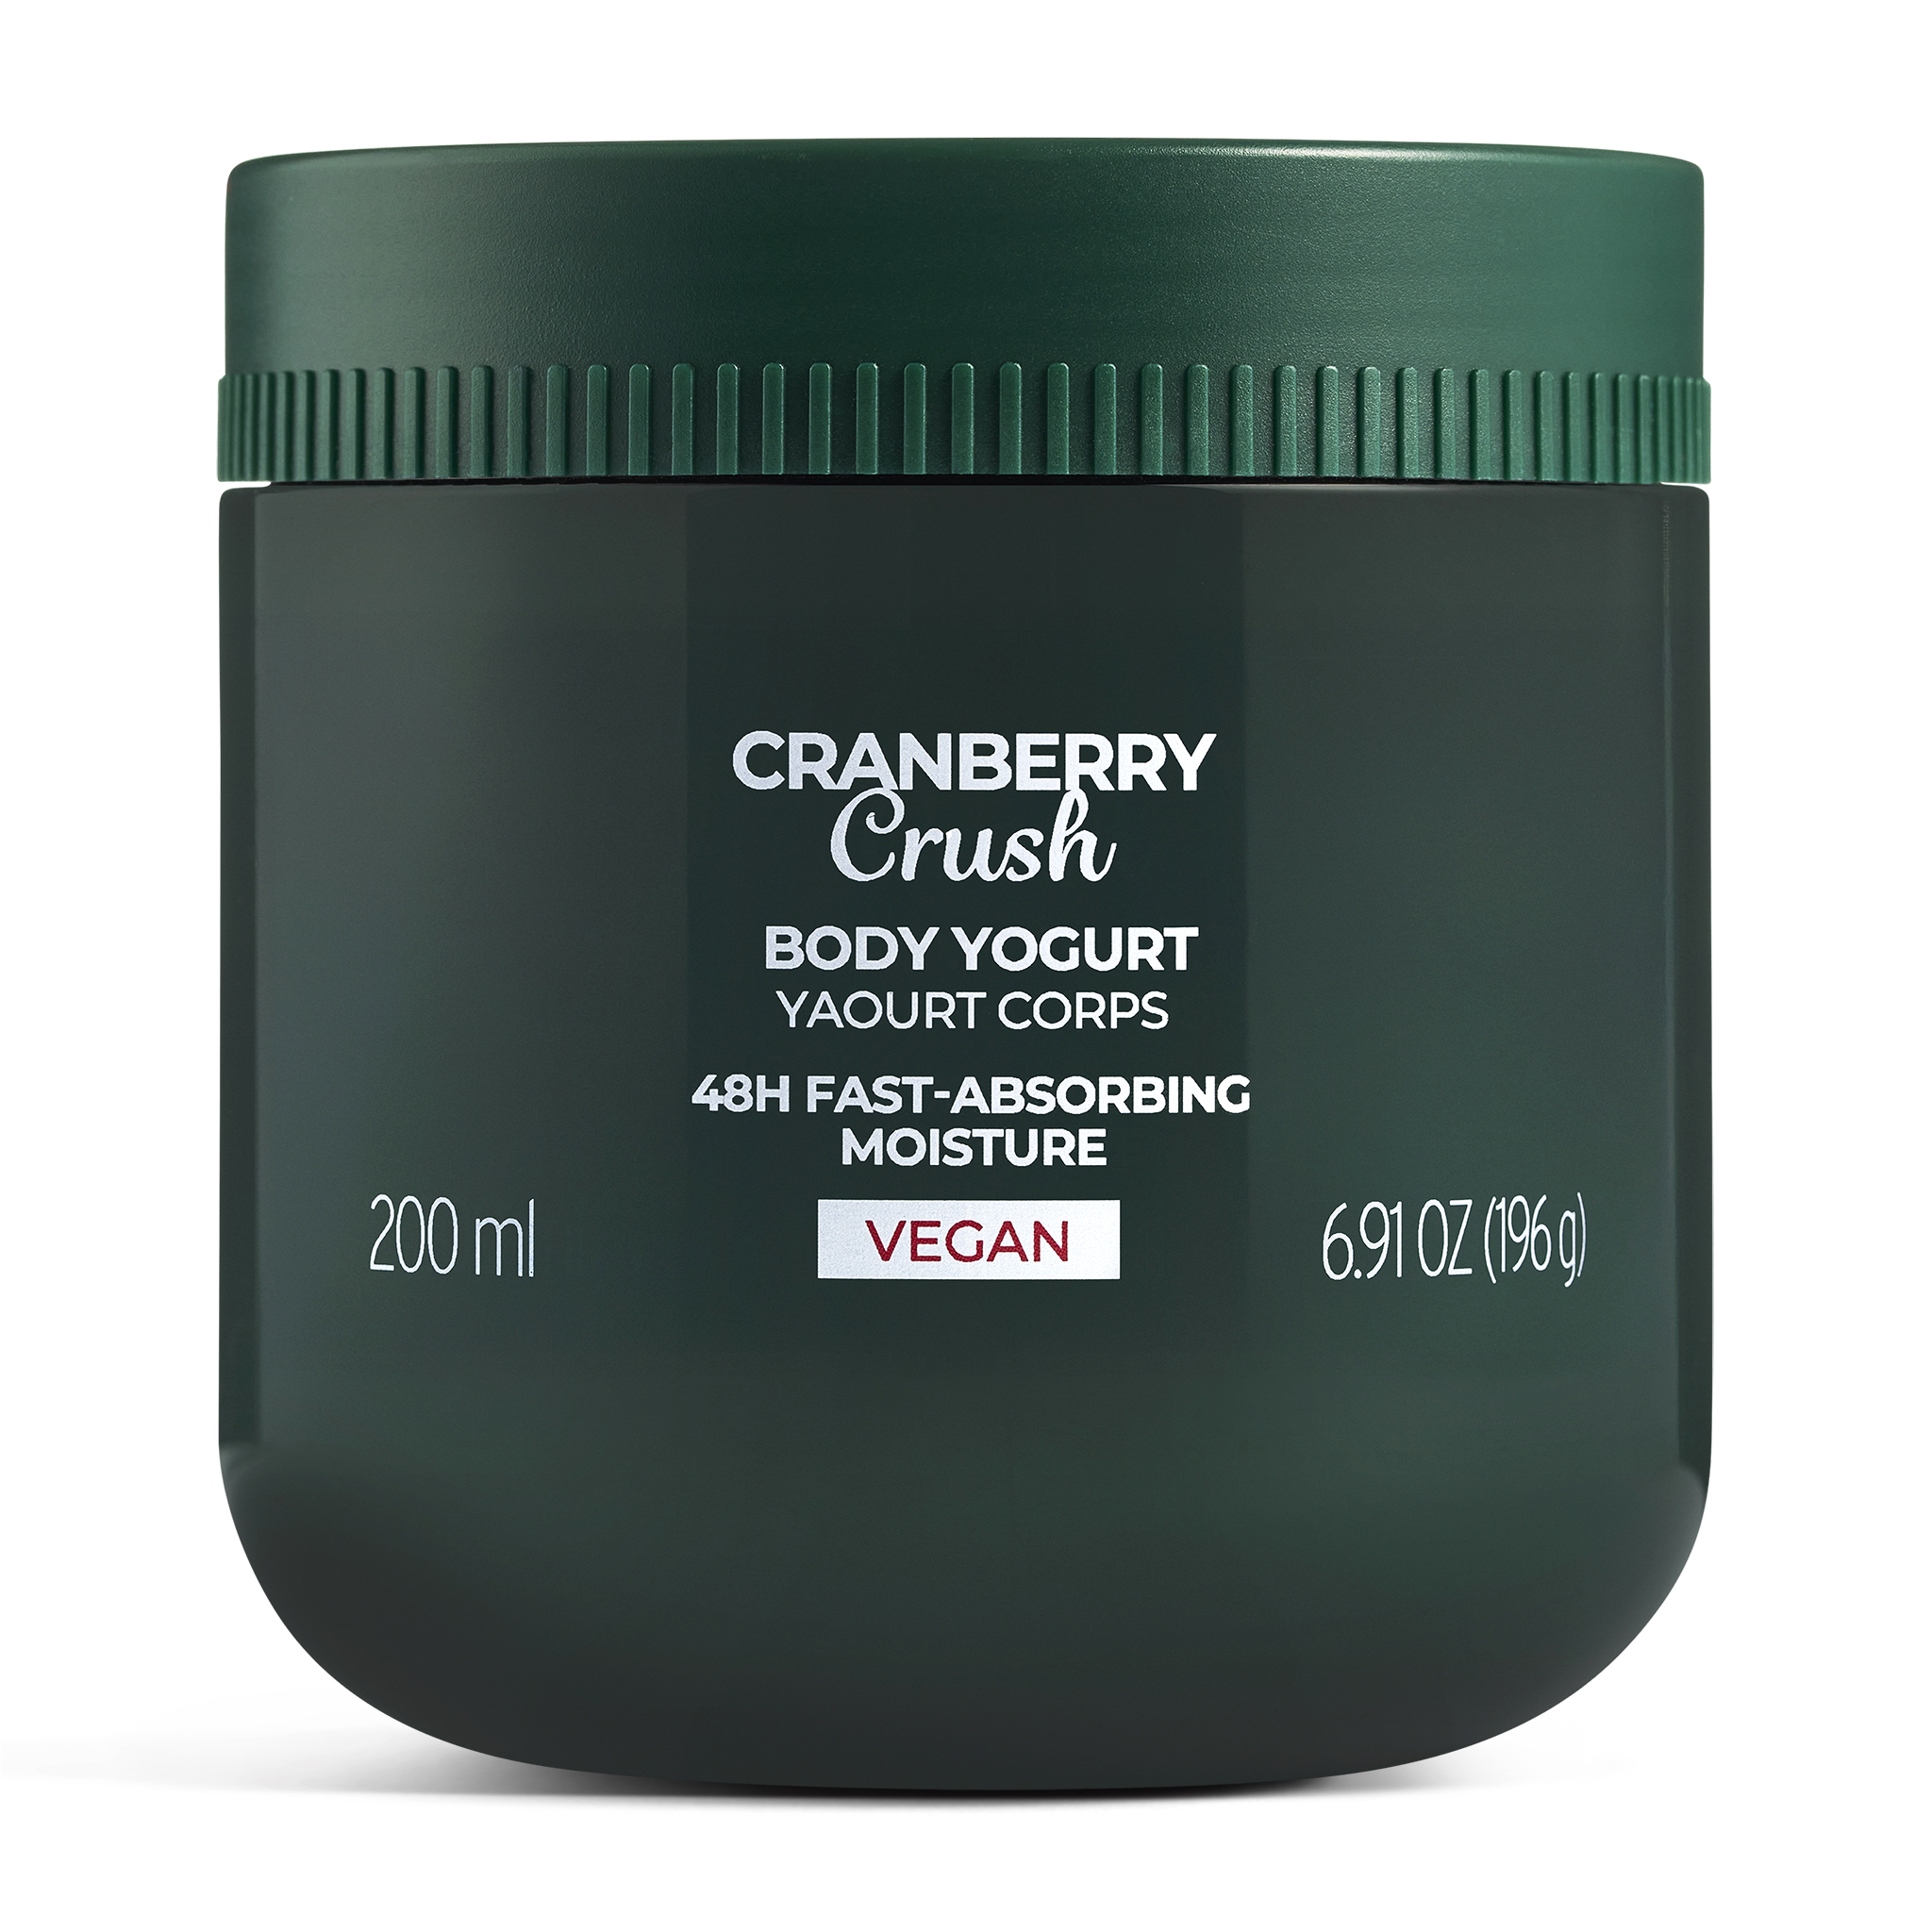 CRANBERRY
Crush
BODY YOGURT
YAOURT CORPS
48H FAST-ABSORBING
MOISTURE
200 ml
VEGAN
6.91 OZ (196 g)